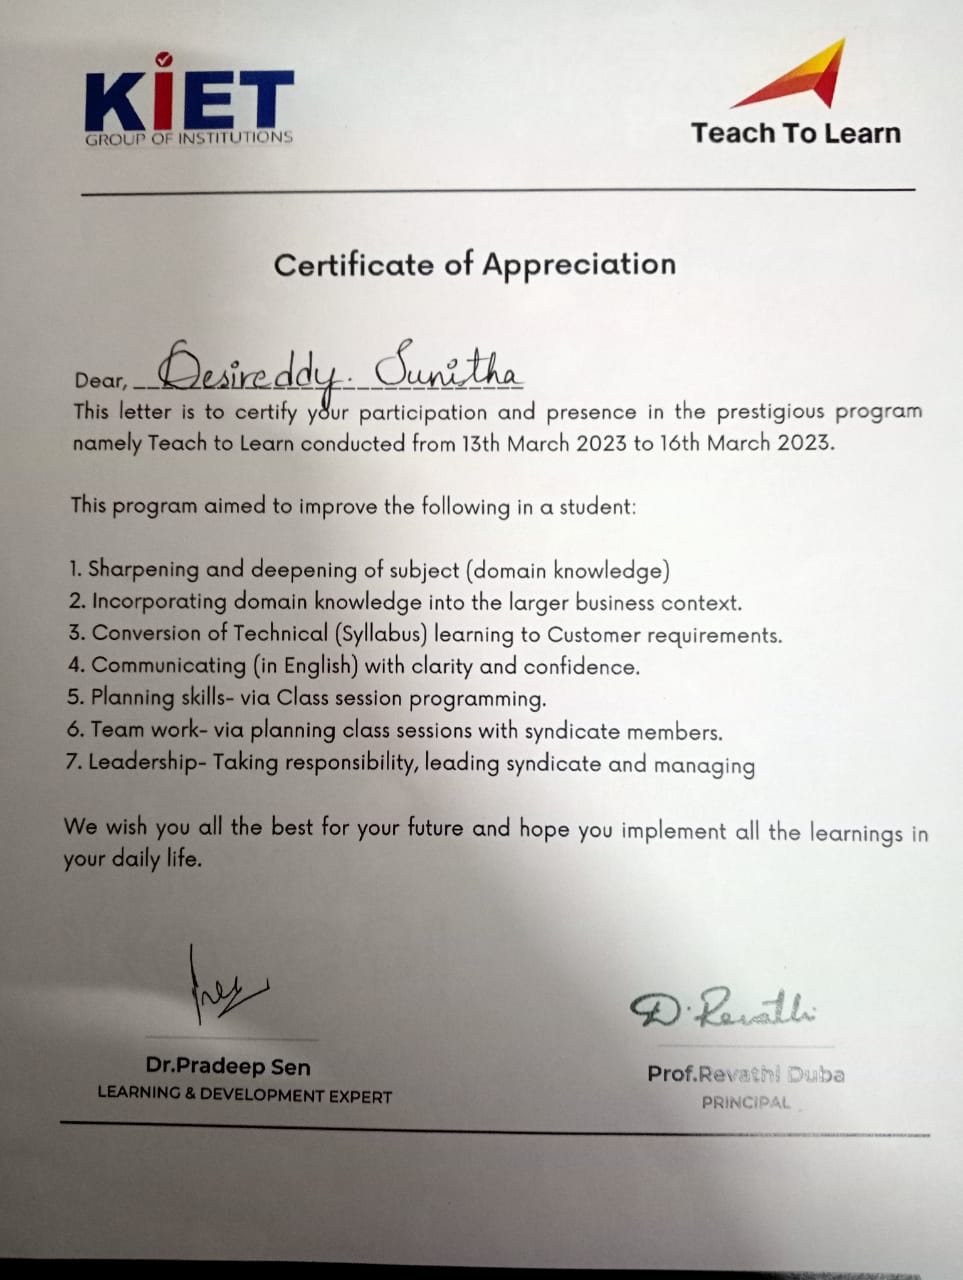 KiET
GROUP OF INSTITUTIONS
Teach To Learn
Certificate of Appreciation
Dear, Desireddy. Sunitha
This letter is to certify your participation and presence in the prestigious program
namely Teach to Learn conducted from 13th March 2023 to 16th March 2023.
This program aimed to improve the following in a student:
1. Sharpening and deepening of subject (domain knowledge)
2. Incorporating domain knowledge into the larger business context.
3. Conversion of Technical (Syllabus) learning to Customer requirements.
4. Communicating (in English) with clarity and confidence.
5. Planning skills- via Class session programming.
6. Team work- via planning class sessions with syndicate members.
7. Leadership- Taking responsibility, leading syndicate and managing
We wish you all the best for your future and hope you implement all the learnings in
your daily life.
D. Revathi
Dr.Pradeep Sen
LEARNING & DEVELOPMENT EXPERT
Prof.Revathi Duba
PRINCIPAL